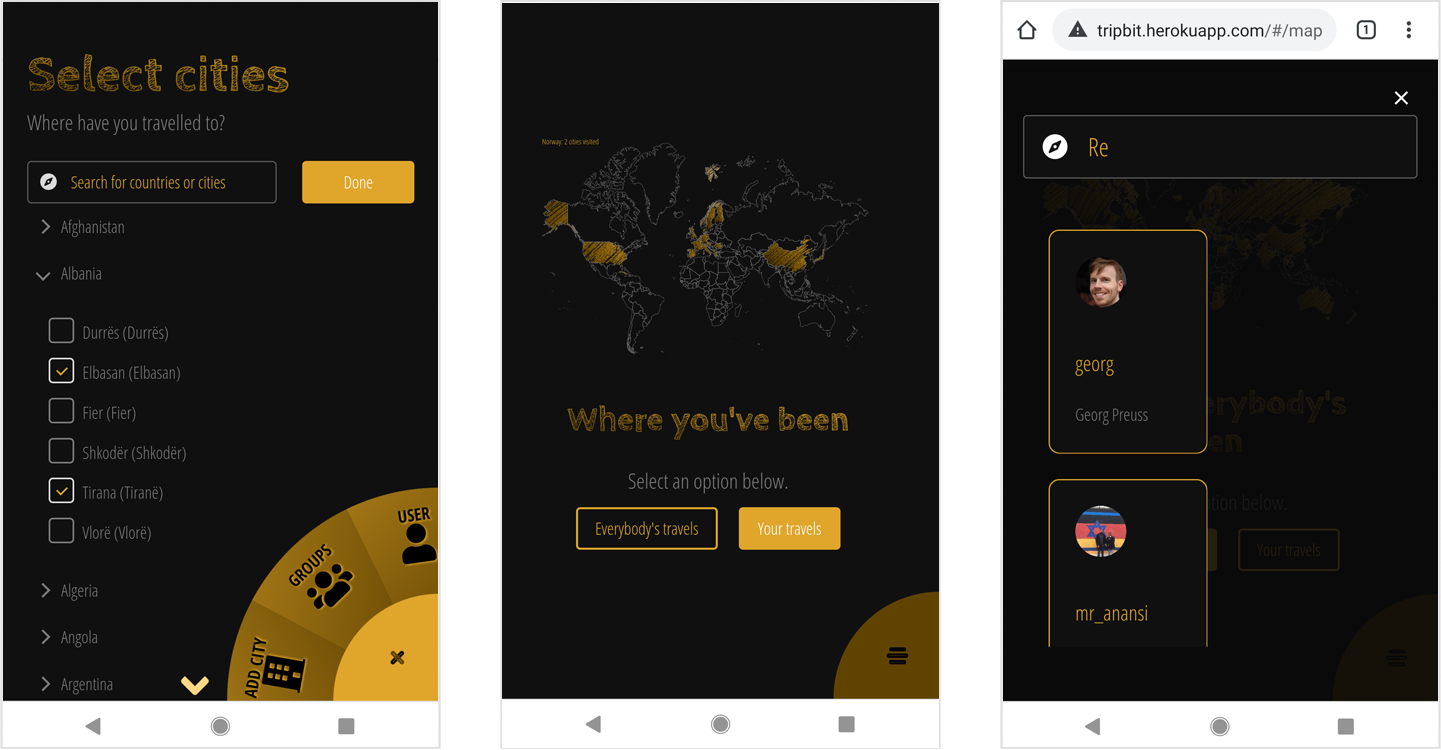 Select cities
Where have you travelled to?
Search for countries or cities
Done
Afghanistan
Albania
Durrës (Durrës)
Elbasan (Elbasan)
Fier (Fier)
Shkodër (Shkodër)
Tirana (Tiranë)
Vlorë (Vlorë)
Algeria
Angola
Argentina
USER
GROUPS
ADD CITY
Norway: 2 cities visited
Where you've been
Select an option below.
Everybody's travels
Your travels
tripbit.herokuapp.com/#/map
1
Re
georg
Georg Preuss
erybody's
en
tion below.
Your travels
mr_anansi